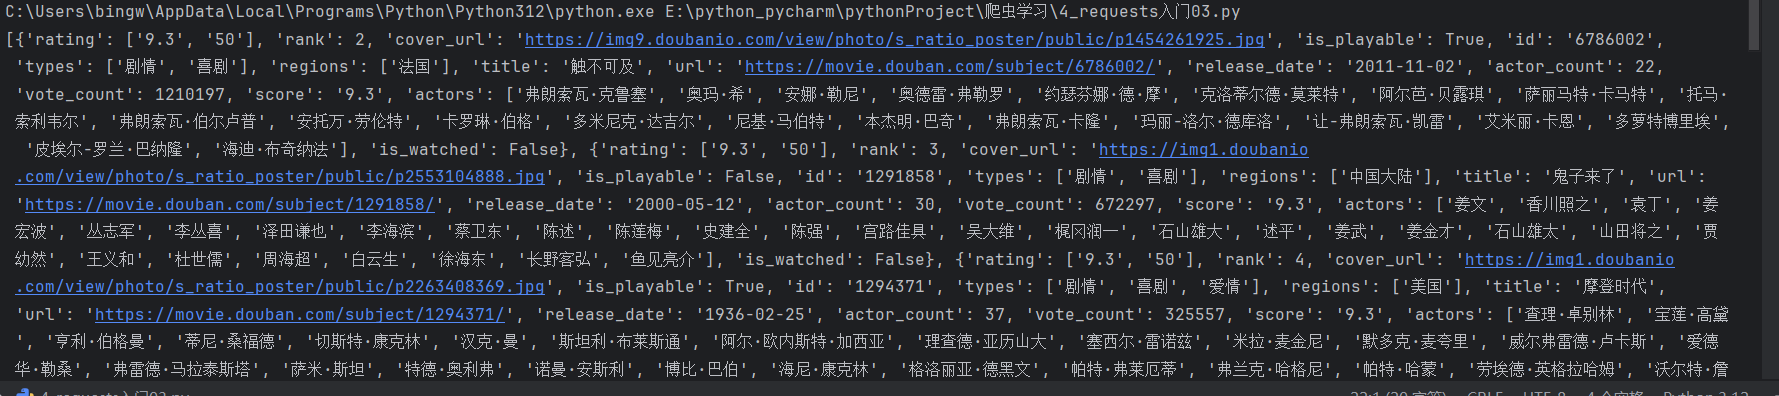 C:\Users\bingw\AppData\Local\Programs\Python\Python312\python.exe E:\python_pycharm\pythonProject\爬虫学习\4_requests入门03.py
[{'rating': ['9.3', '50'], 'rank': 2, 'cover_url': 'https://img9.doubanio.com/view/photo/s_ratio_poster/public/p1454261925.jpg', 'is_playable': True, 'id': '6786002',
'types': ['剧情', '喜剧'], 'regions': ['法国'], 'title': '触不可及', 'url': 'https://movie.douban.com/subject/6786002/', 'release_date': '2011-11-02', 'actor_count': 22,
'vote_count': 1210197, 'score': '9.3', 'actors': ['弗朗索瓦·克鲁塞', '奥玛·希', '安娜·勒尼', '奥德雷·弗勒罗', '约瑟芬娜·德·摩', '克洛蒂尔德·莫莱特', '阿尔芭·贝露琪', '萨丽马特·卡马特', '托马·
索利韦尔', '弗朗索瓦·伯尔卢普', '安托万·劳伦特', '卡罗琳·伯格', '多米尼克·达吉尔', '尼基·马伯特', '本杰明·巴奇', '弗朗索瓦·卡隆', '玛丽-洛尔·德库洛', '让-弗朗索瓦·凯雷', '艾米丽·卡恩', '多萝特博里埃',
'皮埃尔-罗兰·巴纳隆', '海迪·布奇纳法'], 'is_watched': False}, {'rating': ['9.3', '50'], 'rank': 3, 'cover_url': 'https://img1.doubanio
.com/view/photo/s_ratio_poster/public/p2553104888.jpg', 'is_playable': False, 'id': '1291858', 'types': ['剧情', '喜剧'], 'regions': ['中国大陆'], 'title': '鬼子来了', 'url':
'https://movie.douban.com/subject/1291858/', 'release_date': '2000-05-12', 'actor_count': 30, 'vote_count': 672297, 'score': '9.3', 'actors': ['姜文', '香川照之', '袁丁', '姜
宏波', '丛志军', '李丛喜', '泽田谦也', '李海滨', '蔡卫东', '陈述', '陈莲梅', '史建全', '陈强', '宫路佳具', '吴大维', '梶冈润一', '石山雄大', '述平', '姜武', '姜金才', '石山雄太', '山田将之', '贾
幼然', '王义和', '杜世儒', '周海超', '白云生', '徐海东', '长野客弘', '鱼见亮介'], 'is_watched': False}, {'rating': ['9.3', '50'], 'rank': 4, 'cover_url': 'https://img1.doubanio
.com/view/photo/s_ratio_poster/public/p2263408369.jpg', 'is_playable': True, 'id': '1294371', 'types': ['剧情', '喜剧', '爱情'], 'regions': ['美国'], 'title': '摩登时代',
'url': 'https://movie.douban.com/subject/1294371/', 'release_date': '1936-02-25', 'actor_count': 37, 'vote_count': 325557, 'score': '9.3', 'actors': ['查理·卓别林', '宝莲·高黛
', '亨利·伯格曼', '蒂尼·桑福德', '切斯特·康克林', '汉克·曼', '斯坦利·布莱斯通', '阿尔·欧内斯特·加西亚', '理查德·亚历山大', '塞西尔·雷诺兹', '米拉·麦金尼', '默多克·麦夸里', '威尔弗雷德·卢卡斯', '爱德
华·勒桑', '弗雷德·马拉泰斯塔', '萨米·斯坦', '特德·奥利弗', '诺曼·安斯利', '博比·巴伯', '海尼·康克林', '格洛丽亚·德黑文', '帕特·弗莱厄蒂', '弗兰克·哈格尼', '帕特·哈蒙', '劳埃德·英格拉哈姆', '沃尔特·詹